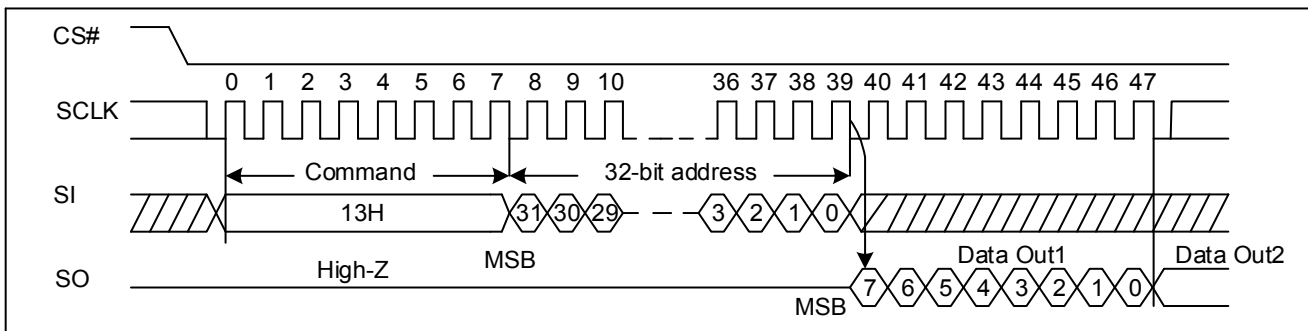 CS#
0 1 2 3 4 5 6 7 8 9 10 36 37 38 39 40 41 42 43 44 45 46 47
SCLK
Command 32-bit address
SI
13H 31 30 29 3 2 1 0
High-Z MSB Data Out1 Data Out2
SO
MSB 7 6 5 4 3 2 1 0